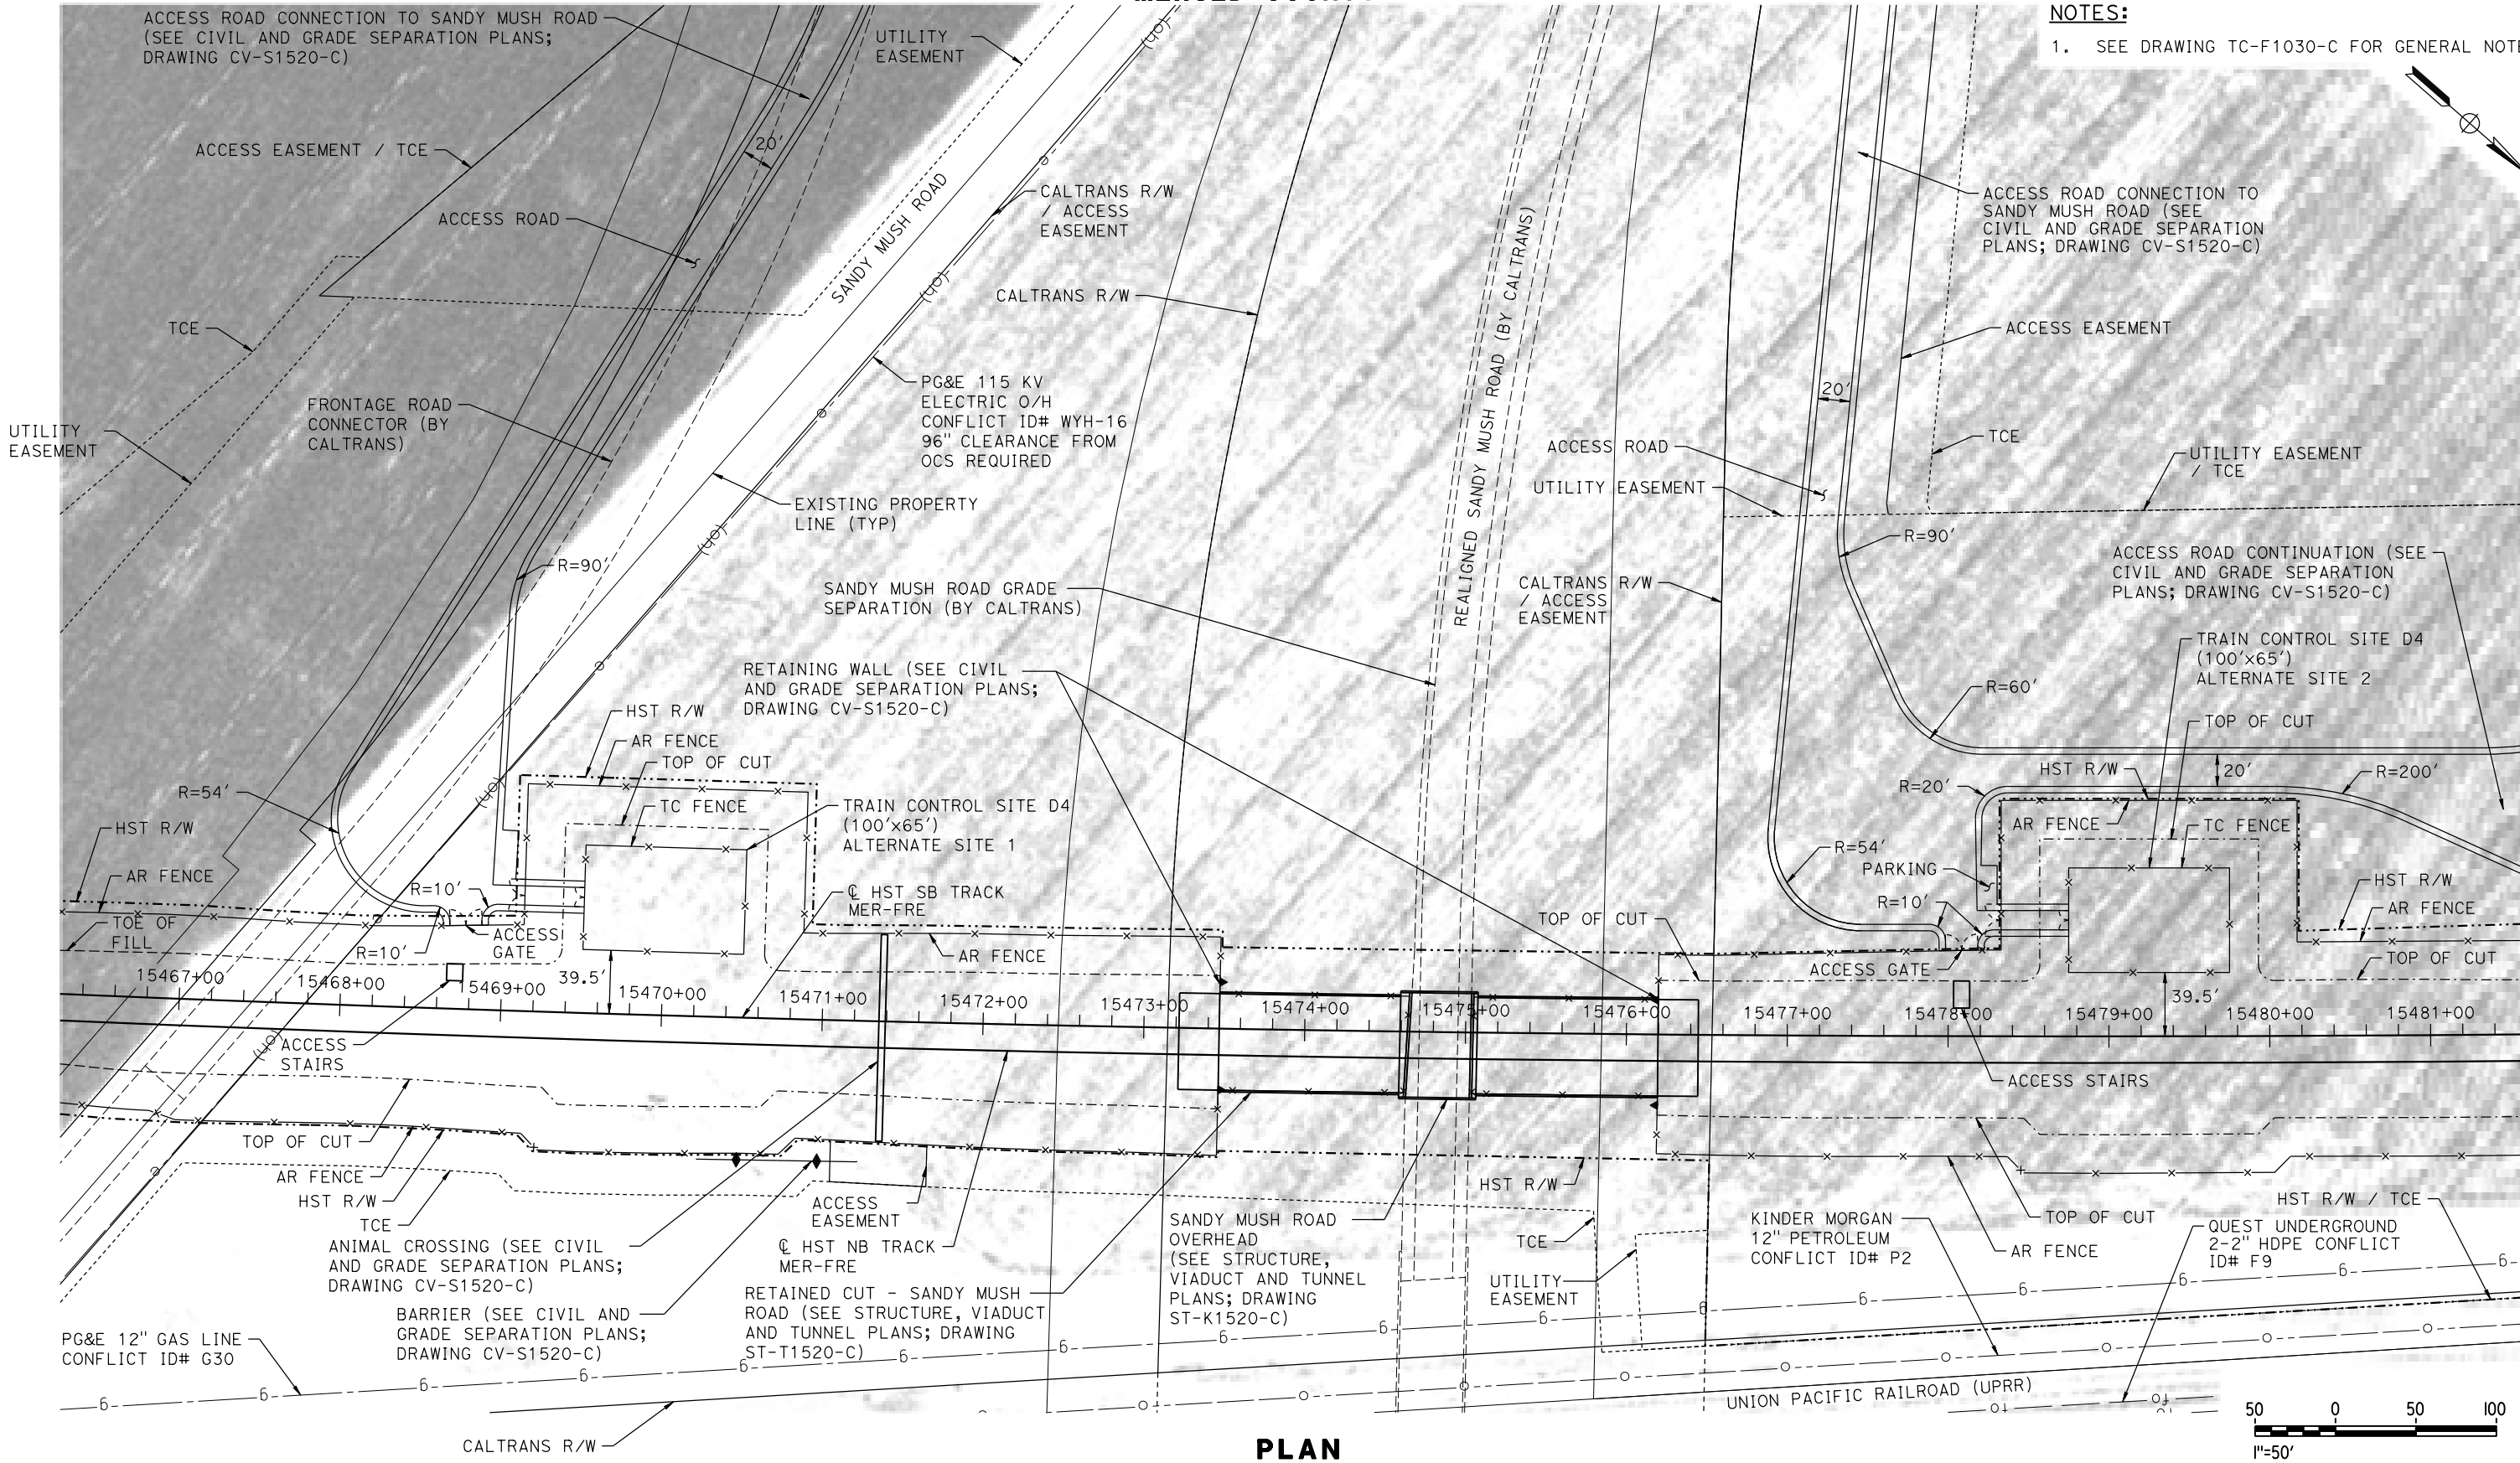 ACCESS ROAD CONNECTION TO SANDY MUSH ROAD
(SEE CIVIL AND GRADE SEPARATION PLANS;
DRAWING CV-S1520-C)
UTILITY
EASEMENT
NOTES:
1. SEE DRAWING TC-F1030-C FOR GENERAL
ACCESS EASEMENT / TCE
20'
ACCESS ROAD
SANDY MUSH ROAD
CALTRANS R/W
/ ACCESS
EASEMENT
CALTRANS R/W
REALIGNED SANDY MUSH ROAD (BY CALTRANS)
ACCESS ROAD CONNECTION TO
SANDY MUSH ROAD (SEE
CIVIL AND GRADE SEPARATION
PLANS; DRAWING CV-S1520-C)
TCE
ACCESS EASEMENT
FRONTAGE ROAD
CONNECTOR (BY
CALTRANS)
PG&E 115 KV
ELECTRIC O/H
CONFLICT ID# WYH-16
96" CLEARANCE FROM
OCS REQUIRED
20'
UTILITY
EASEMENT
ACCESS ROAD
TCE
UTILITY EASEMENT
/ TCE
UTILITY EASEMENT
EXISTING PROPERTY
LINE (TYP)
R=90'
R=90'
ACCESS ROAD CONTINUATION (SEE
CIVIL AND GRADE SEPARATION
PLANS; DRAWING CV-S1520-C)
SANDY MUSH ROAD GRADE
SEPARATION (BY CALTRANS)
CALTRANS R/W
/ ACCESS
EASEMENT
TRAIN CONTROL SITE D4
(100'x65')
ALTERNATE SITE 2
RETAINING WALL (SEE CIVIL
AND GRADE SEPARATION PLANS;
DRAWING CV-S1520-C)
R=60'
HST R/W
AR FENCE
TOP OF CUT
TOP OF CUT
HST R/W
20'
R=200'
R=54'
TC FENCE
TRAIN CONTROL SITE D4
(100'x65')
ALTERNATE SITE 1
R=20'
HST R/W
AR FENCE
TC FENCE
R=54'
PARKING
AR FENCE
R=10'
℄ HST SB TRACK
MER-FRE
R=10'
HST R/W
AR FENCE
TOE OF
FILL
R=10'
ACCESS
GATE
AR FENCE
TOP OF CUT
ACCESS GATE
TOP OF CUT
39.5'
39.5'
15467+00
15468+00
15469+00
15470+00
15471+00
15472+00
15473+00
15474+00
15475+00
15476+00
15477+00
15478+00
15479+00
15480+00
15481+00
ACCESS
STAIRS
ACCESS STAIRS
TOP OF CUT
AR FENCE
HST R/W
TCE
ACCESS
EASEMENT
HST R/W
HST R/W / TCE
ANIMAL CROSSING (SEE CIVIL
AND GRADE SEPARATION PLANS;
DRAWING CV-S1520-C)
℄ HST NB TRACK
MER-FRE
SANDY MUSH ROAD
OVERHEAD
(SEE STRUCTURE,
VIADUCT AND TUNNEL
PLANS; DRAWING
ST-K1520-C)
TCE
KINDER MORGAN
12" PETROLEUM
CONFLICT ID# P2
TOP OF CUT
AR FENCE
QUEST UNDERGROUND
2-2" HDPE CONFLICT
ID# F9
UTILITY
EASEMENT
RETAINED CUT - SANDY MUSH
ROAD (SEE STRUCTURE, VIADUCT
AND TUNNEL PLANS; DRAWING
ST-T1520-C)
BARRIER (SEE CIVIL AND
GRADE SEPARATION PLANS;
DRAWING CV-S1520-C)
PG&E 12" GAS LINE
CONFLICT ID# G30
UNION PACIFIC RAILROAD (UPRR)
CALTRANS R/W
PLAN
50 0 50 100
1"=50'